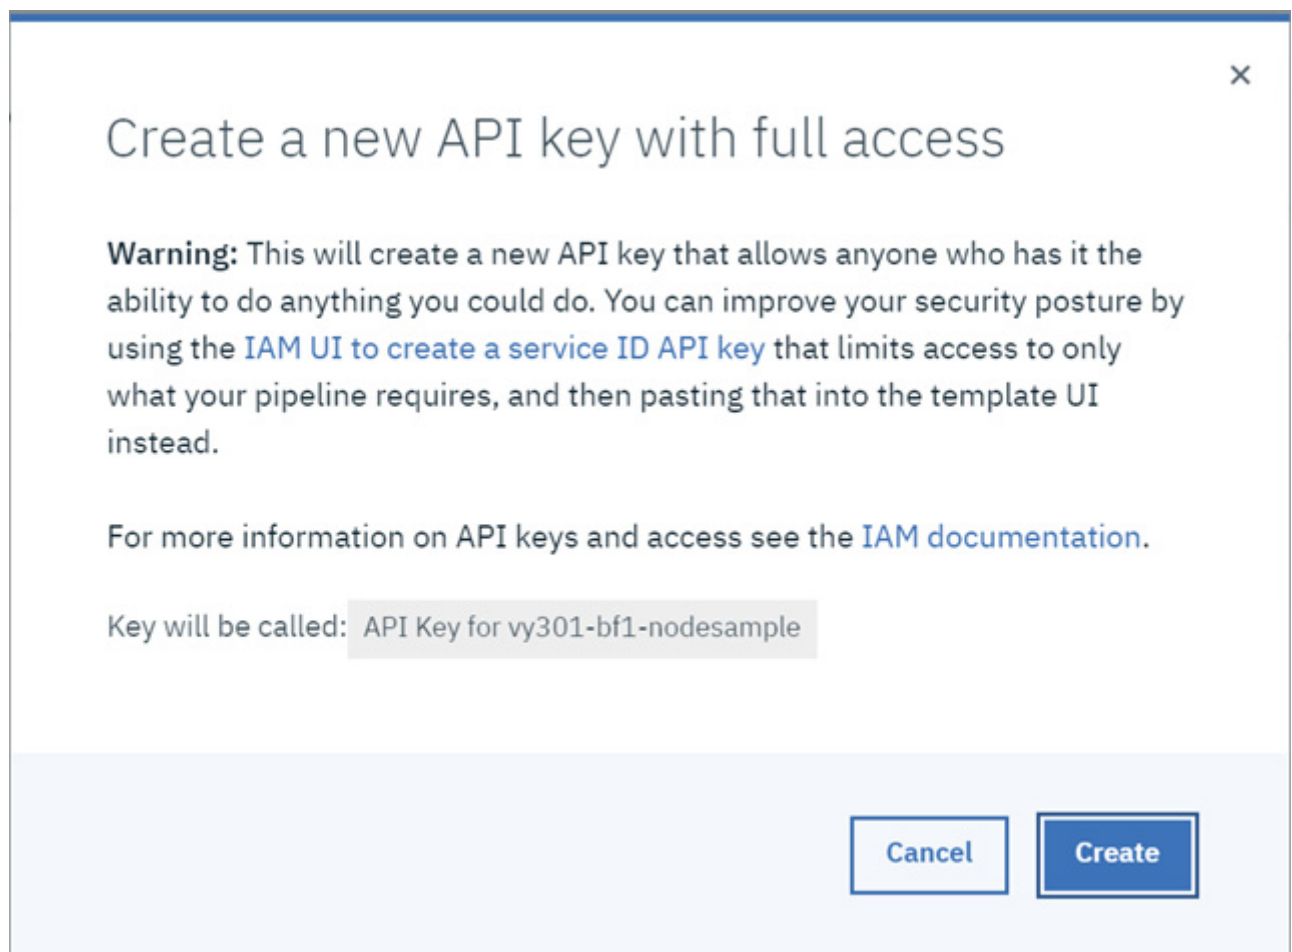 Create a new API key with full access
Warning: This will create a new API key that allows anyone who has it the
ability to do anything you could do. You can improve your security posture by
using the IAM UI to create a service ID API key that limits access to only
what your pipeline requires, and then pasting that into the template UI
instead.
For more information on API keys and access see the IAM documentation.
Key will be called: API Key for vy301-bf1-nodesample
Cancel Create